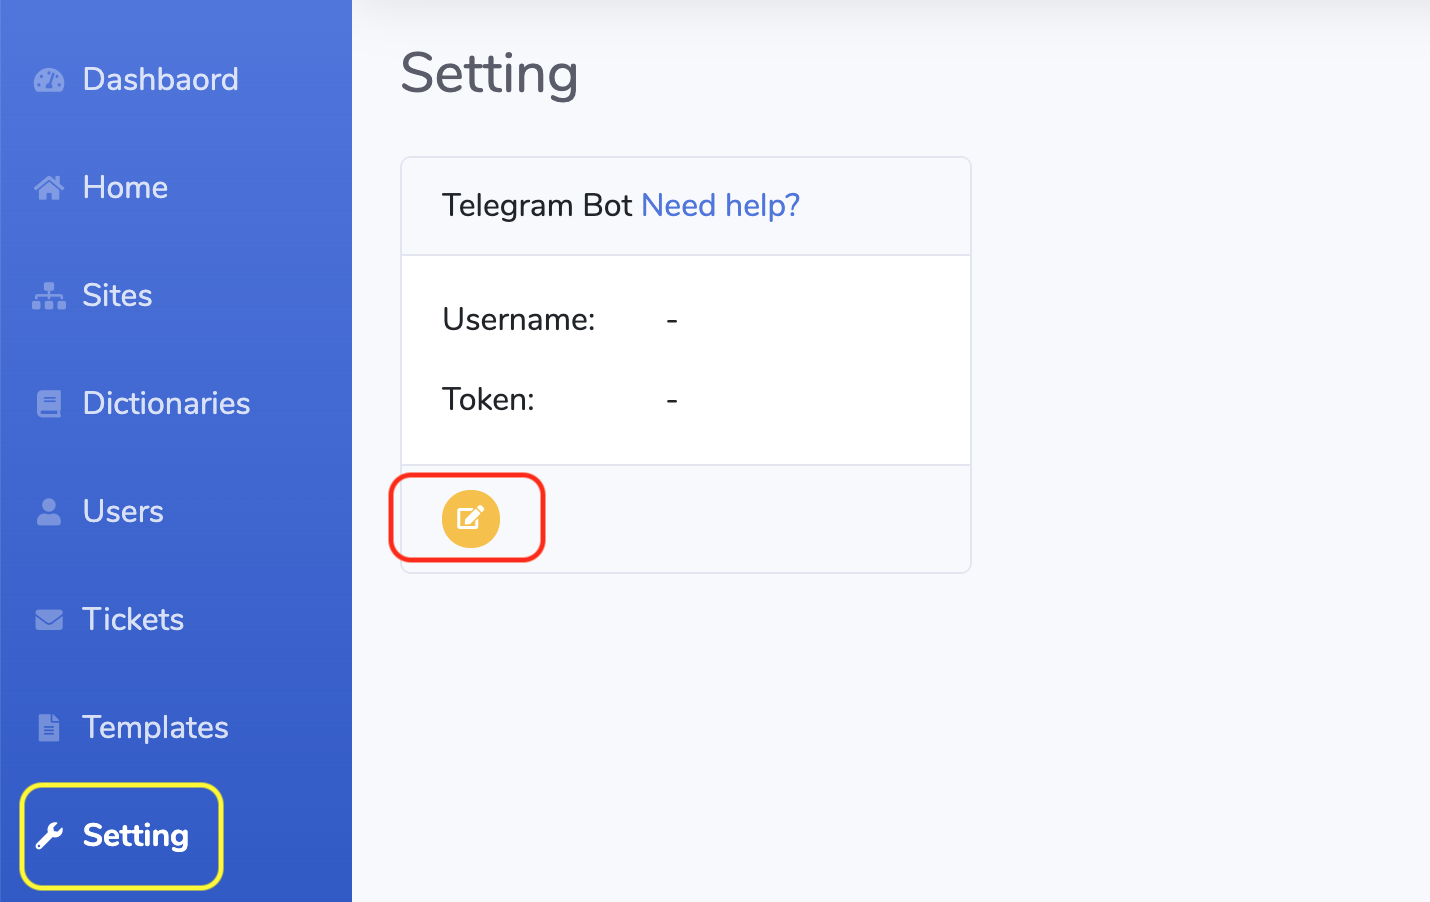 Dashbaord
Home
Sites
Dictionaries
Users
Tickets
Templates
Setting
Setting
Telegram Bot Need help?
Username: -
Token: -